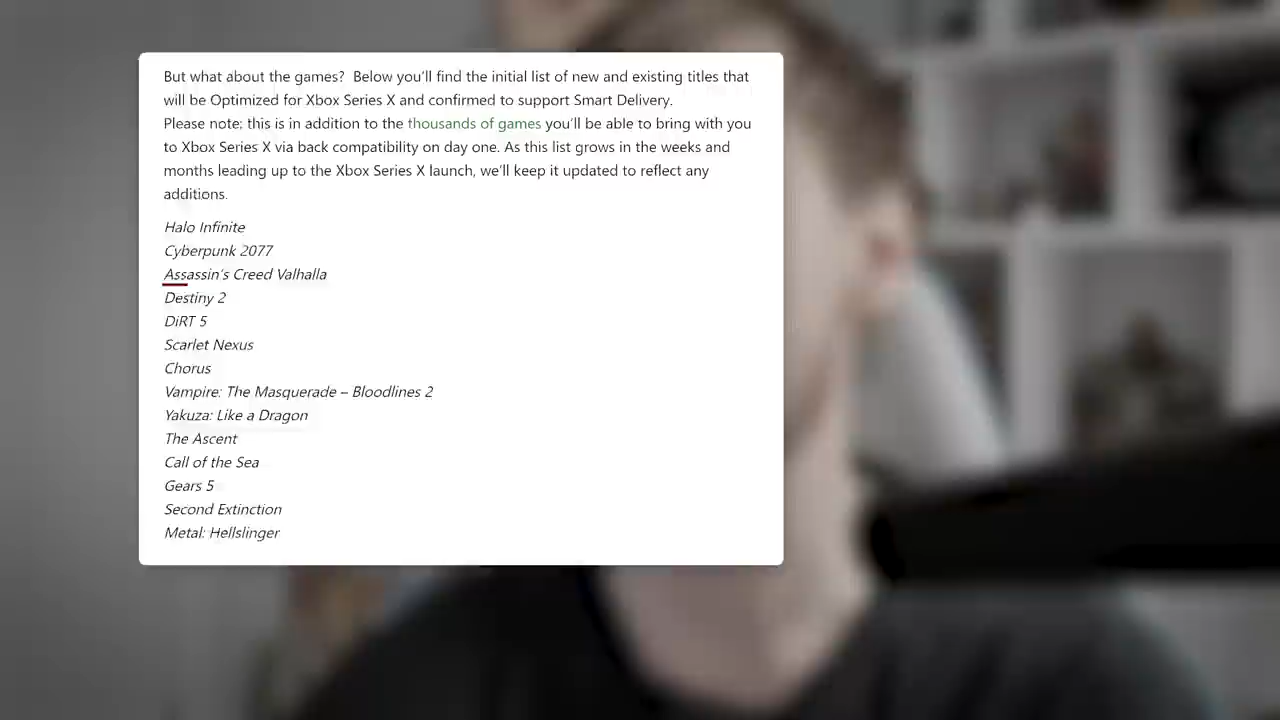 But what about the games?  Below you'll find the initial list of new and existing titles that
will be Optimized for Xbox Series X and confirmed to support Smart Delivery.
Please note: this is in addition to the thousands of games you'll be able to bring with you
to Xbox Series X via back compatibility on day one. As this list grows in the weeks and
months leading up to the Xbox Series X launch, we'll keep it updated to reflect any
additions.
Halo Infinite
Cyberpunk 2077
Assassin's Creed Valhalla
Destiny 2
DiRT 5
Scarlet Nexus
Chorus
Vampire: The Masquerade – Bloodlines 2
Yakuza: Like a Dragon
The Ascent
Call of the Sea
Gears 5
Second Extinction
Metal: Hellslinger